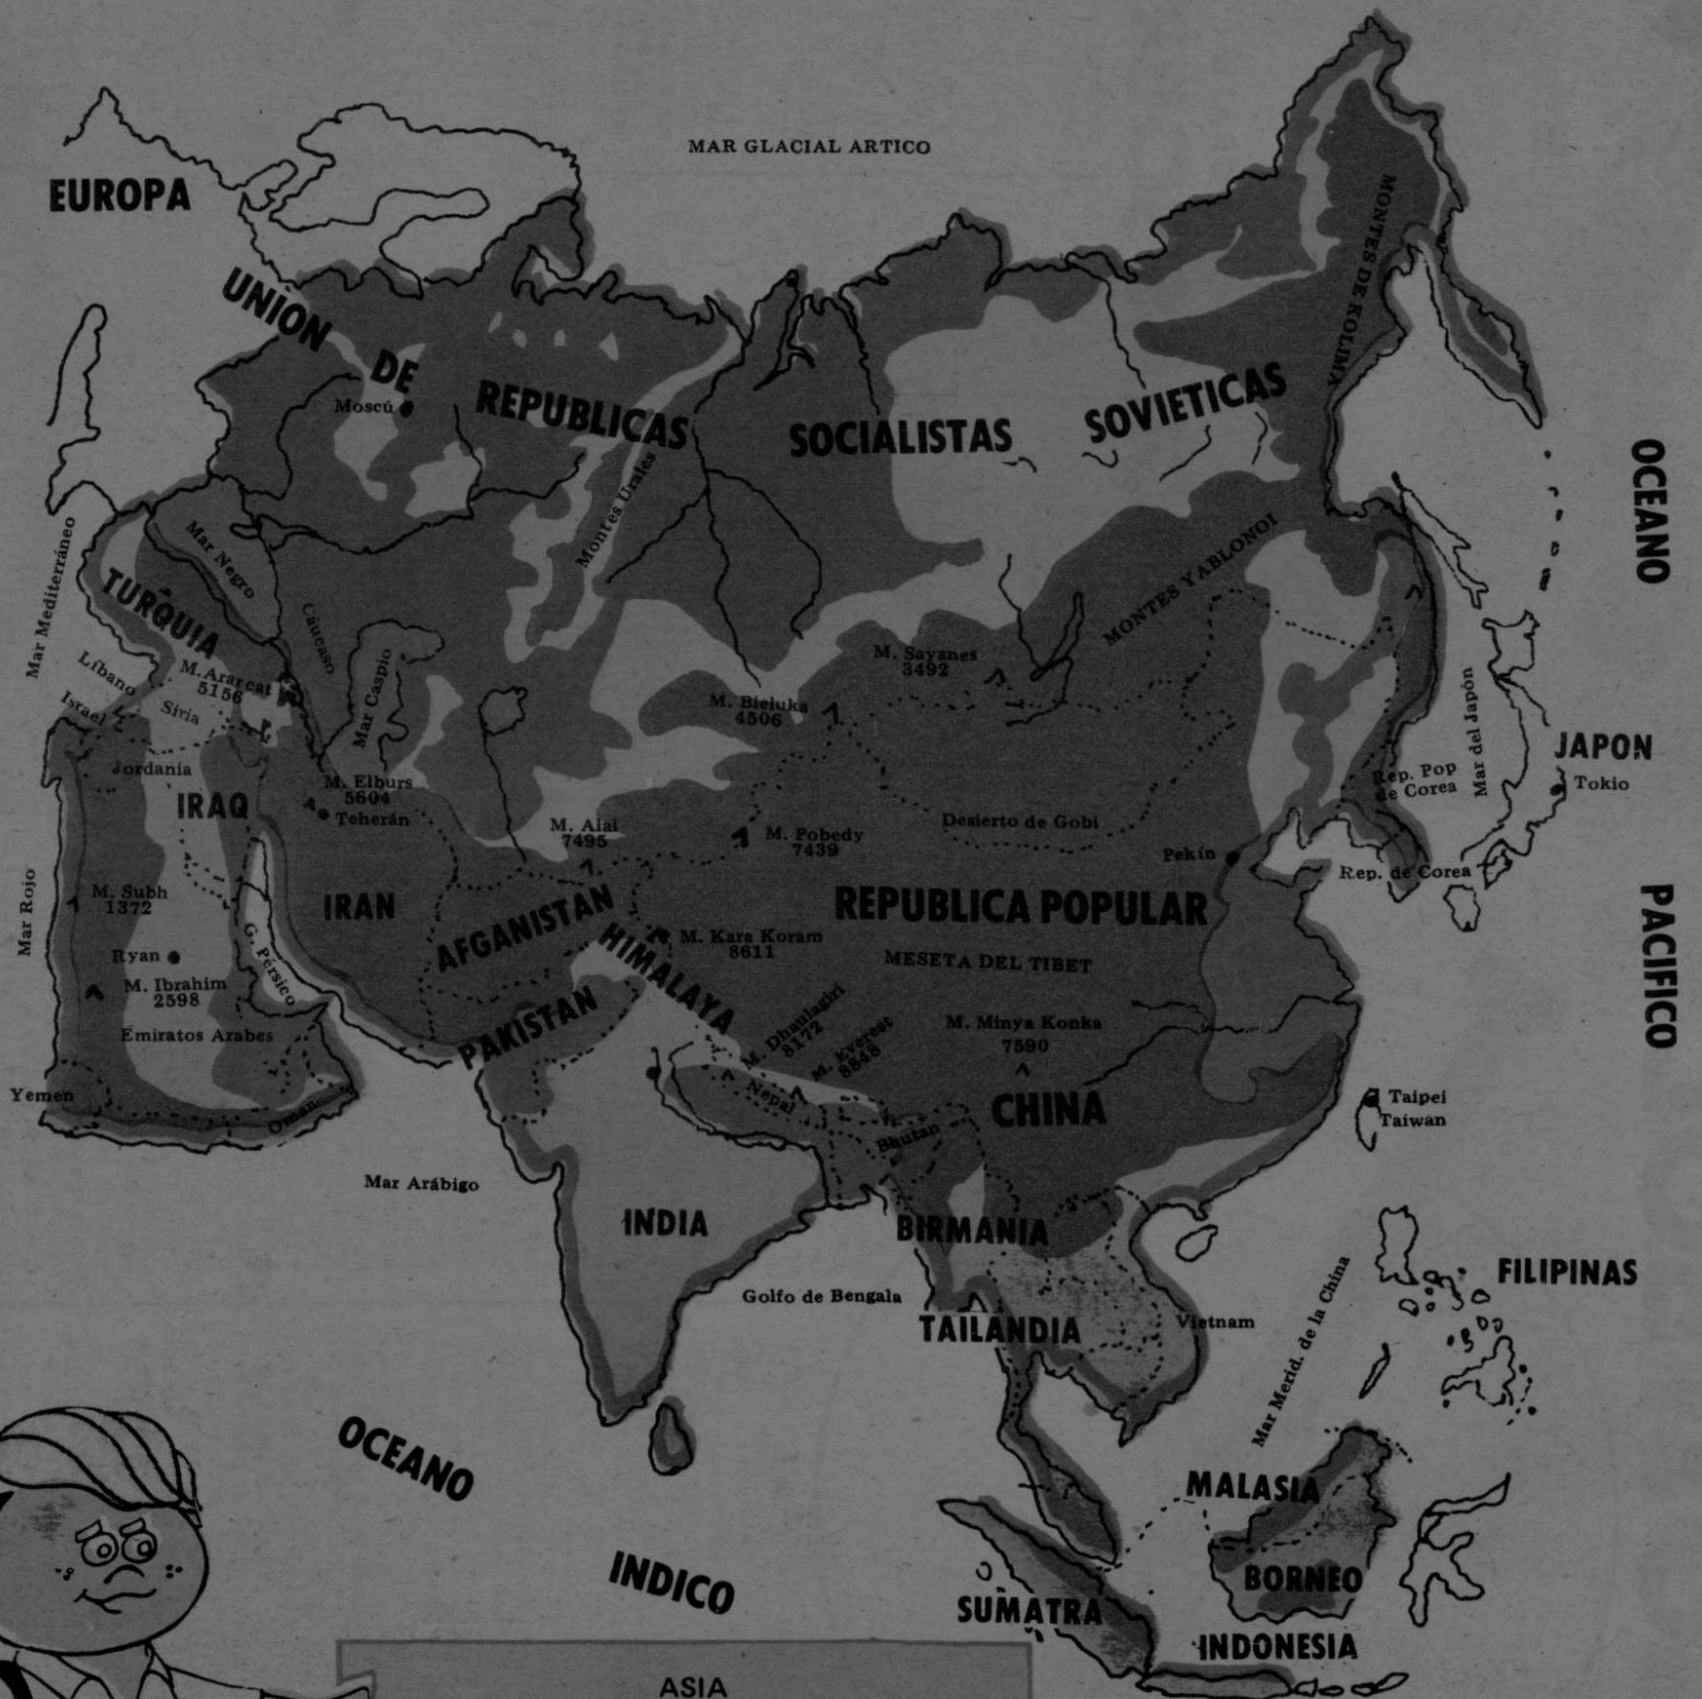 MAR GLACIAL ARTICO
EUROPA
UNION
DE
REPUBLICAS
SOCIALISTAS
SOVIETICAS
MONTES DE KOLIMA
Moscú
Montes Urales
OCEANO
PACIFICO
Mar Mediterráneo
Mar Negro
TURQUIA
Cáucaso
Mar Caspio
MONTES YABLONOI
M. Sayanes
3492
M. Bieluka
4506
Líbano
M. Ararcat
5156
Israel
Siria
Jordania
IRAQ
M. Elburs
5604
Teherán
M. Alai
7495
M. Pobedy
7439
Desierto de Gobi
Pekín
Rep. Pop
de Corea
Mar del Japón
JAPON
Tokio
Rep. de Corea
Mar Rojo
M. Subh
1372
IRAN
AFGANISTAN
HIMALAYA
M. Kara Koram
8611
REPUBLICA POPULAR
MESETA DEL TIBET
Ryan
G. Pérsico
M. Ibrahim
2598
Emiratos Arabes
PAKISTAN
M. Dhaulagiri
8172
M. Everest
8848
M. Minya Konka
7590
CHINA
Yemen
Oman
Nepal
Bhutan
Taipei
Taiwan
Mar Arábigo
INDIA
BIRMANIA
Golfo de Bengala
TAILANDIA
Vietnam
Mar Merid. de la China
FILIPINAS
OCEANO
INDICO
MALASIA
BORNEO
SUMATRA
INDONESIA
ASIA